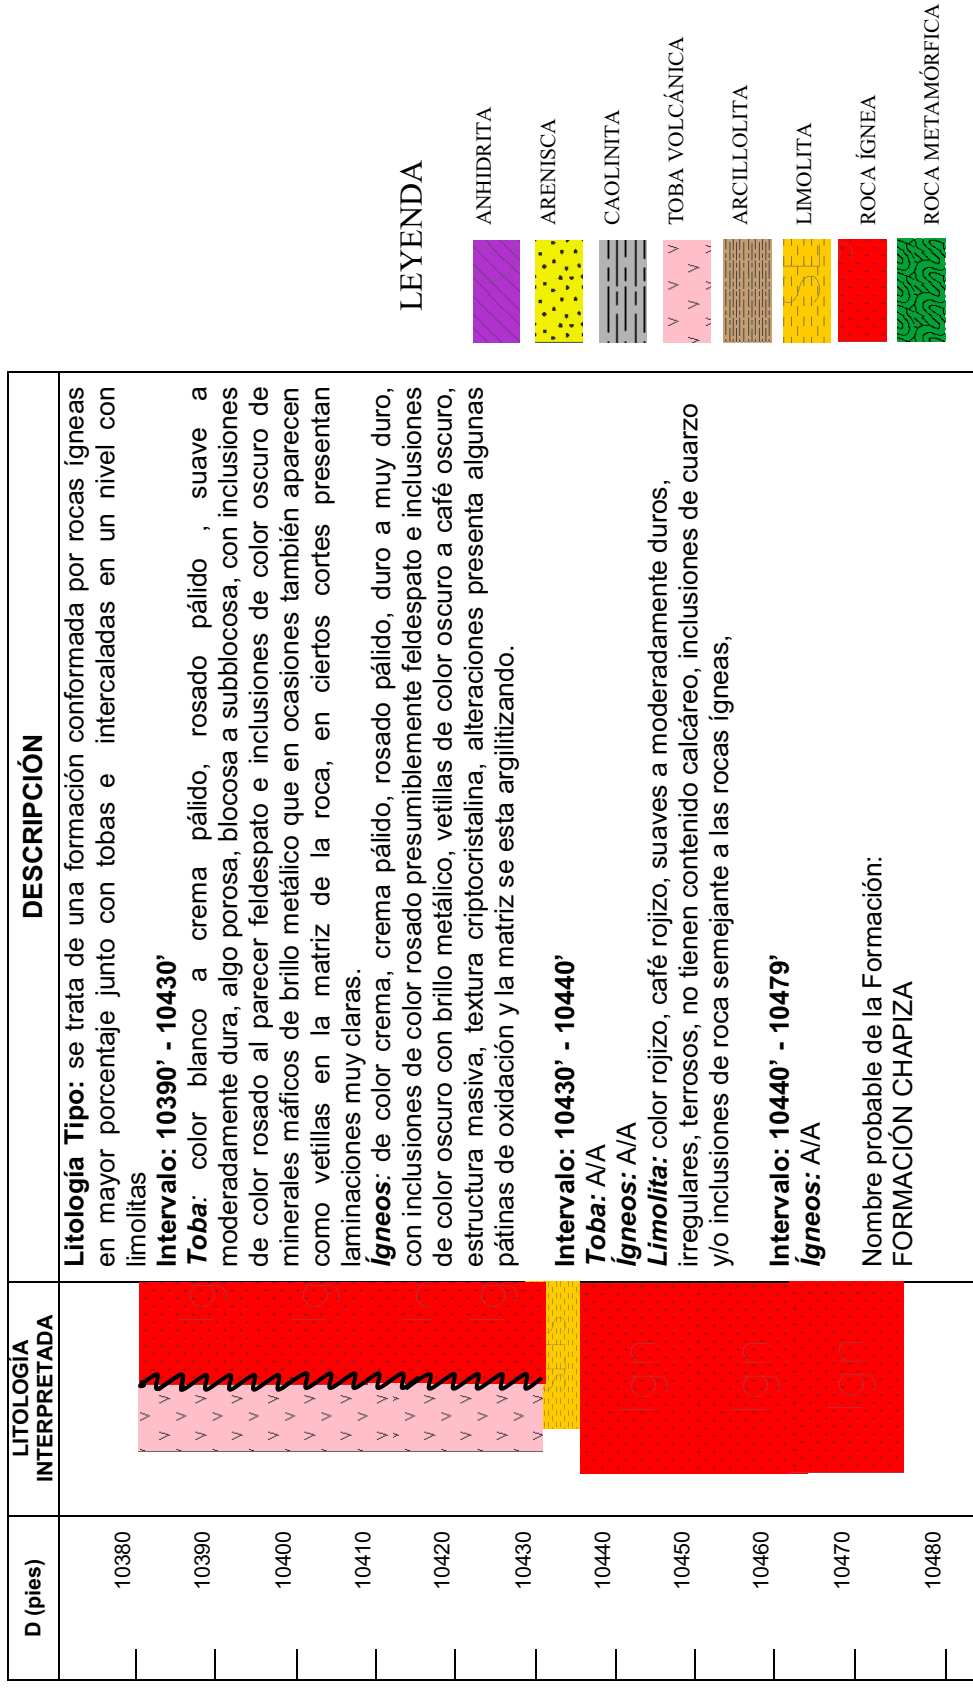 D (pies)
LITOLOGÍA
INTERPRETADA
DESCRIPCIÓN
10380
10390
10400
10410
10420
10430
10440
10450
10460
10470
10480
Litología Tipo: se trata de una formación conformada por rocas ígneas
en mayor porcentaje junto con tobas e intercaladas en un nivel con
limolitas
Intervalo: 10390’ - 10430’
Toba: color blanco a crema pálido, rosado pálido , suave a
moderadamente dura, algo porosa, blocosa a subblocosa, con inclusiones
de color rosado al parecer feldespato e inclusiones de color oscuro de
minerales máficos de brillo metálico que en ocasiones también aparecen
como vetillas en la matriz de la roca, en ciertos cortes presentan
laminaciones muy claras.
Ígneos: de color crema, crema pálido, rosado pálido, duro a muy duro,
con inclusiones de color rosado presumiblemente feldespato e inclusiones
de color oscuro con brillo metálico, vetillas de color oscuro a café oscuro,
estructura masiva, textura criptocristalina, alteraciones presenta algunas
pátinas de oxidación y la matriz se esta argilitizando.
Intervalo: 10430’ - 10440’
Toba: A/A
Ígneos: A/A
Limolita: color rojizo, café rojizo, suaves a moderadamente duros,
irregulares, terrosos, no tienen contenido calcáreo, inclusiones de cuarzo
y/o inclusiones de roca semejante a las rocas ígneas,
Intervalo: 10440’ - 10479’
Ígneos: A/A
Nombre probable de la Formación:
FORMACIÓN CHAPIZA
LEYENDA
ANHIDRITA
ARENISCA
CAOLINITA
TOBA VOLCÁNICA
ARCILLOLITA
LIMOLITA
ROCA ÍGNEA
ROCA METAMÓRFICA